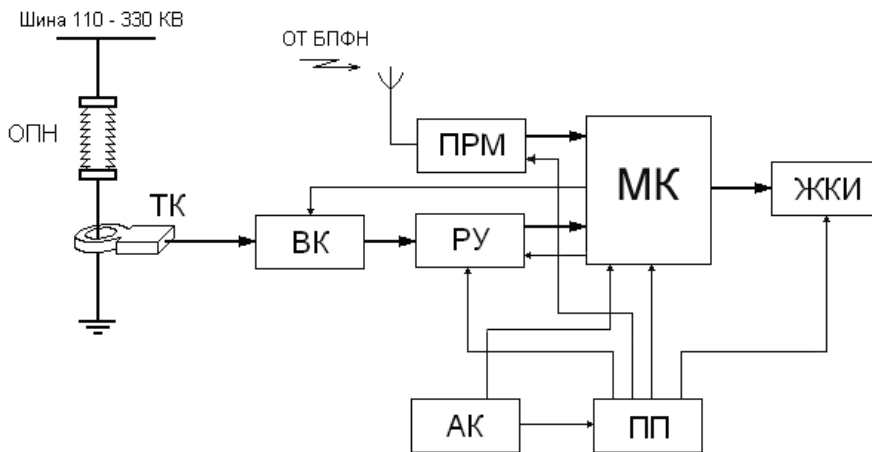 Шина 110 - 330 КВ
ОТ БПФН
ОПН
ПРМ
МК
ЖКИ
ТК
ВК
РУ
АК
ПП